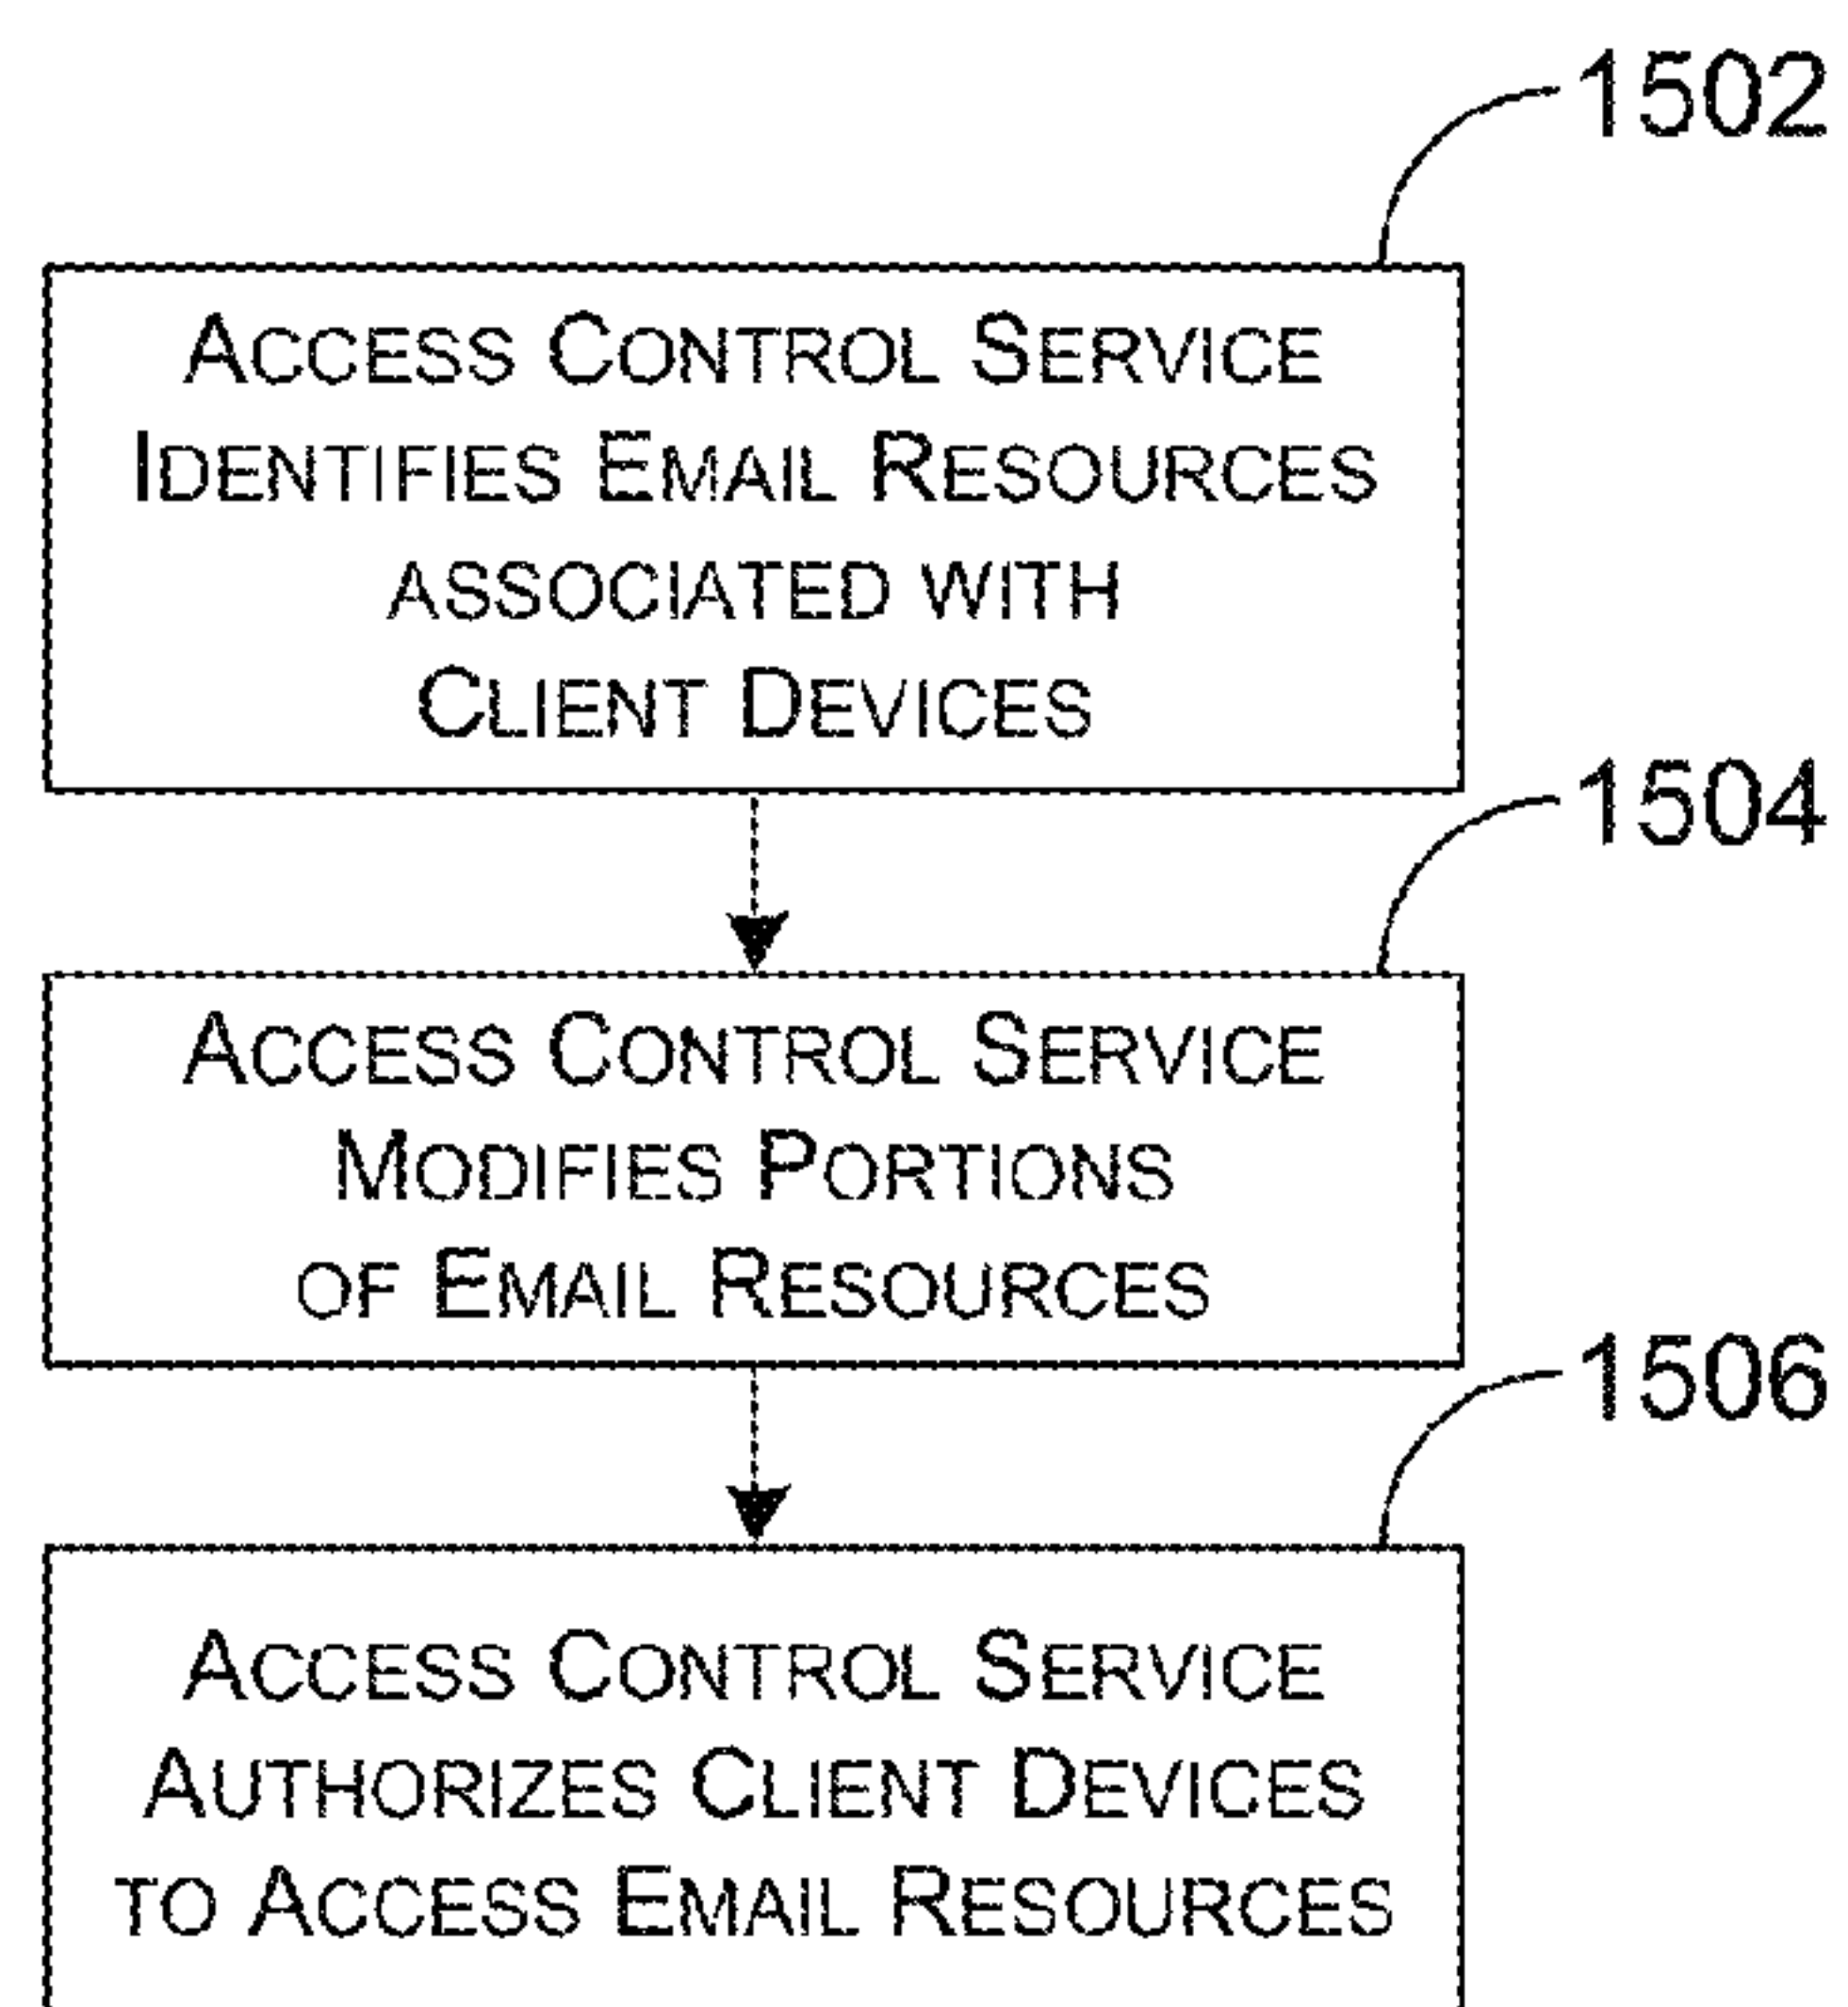 1502
ACCESS CONTROL SERVICE
IDENTIFIES EMAIL RESOURCES
ASSOCIATED WITH
CLIENT DEVICES
1504
ACCESS CONTROL SERVICE
MODIFIES PORTIONS
OF EMAIL RESOURCES
1506
ACCESS CONTROL SERVICE
AUTHORIZES CLIENT DEVICES
TO ACCESS EMAIL RESOURCES